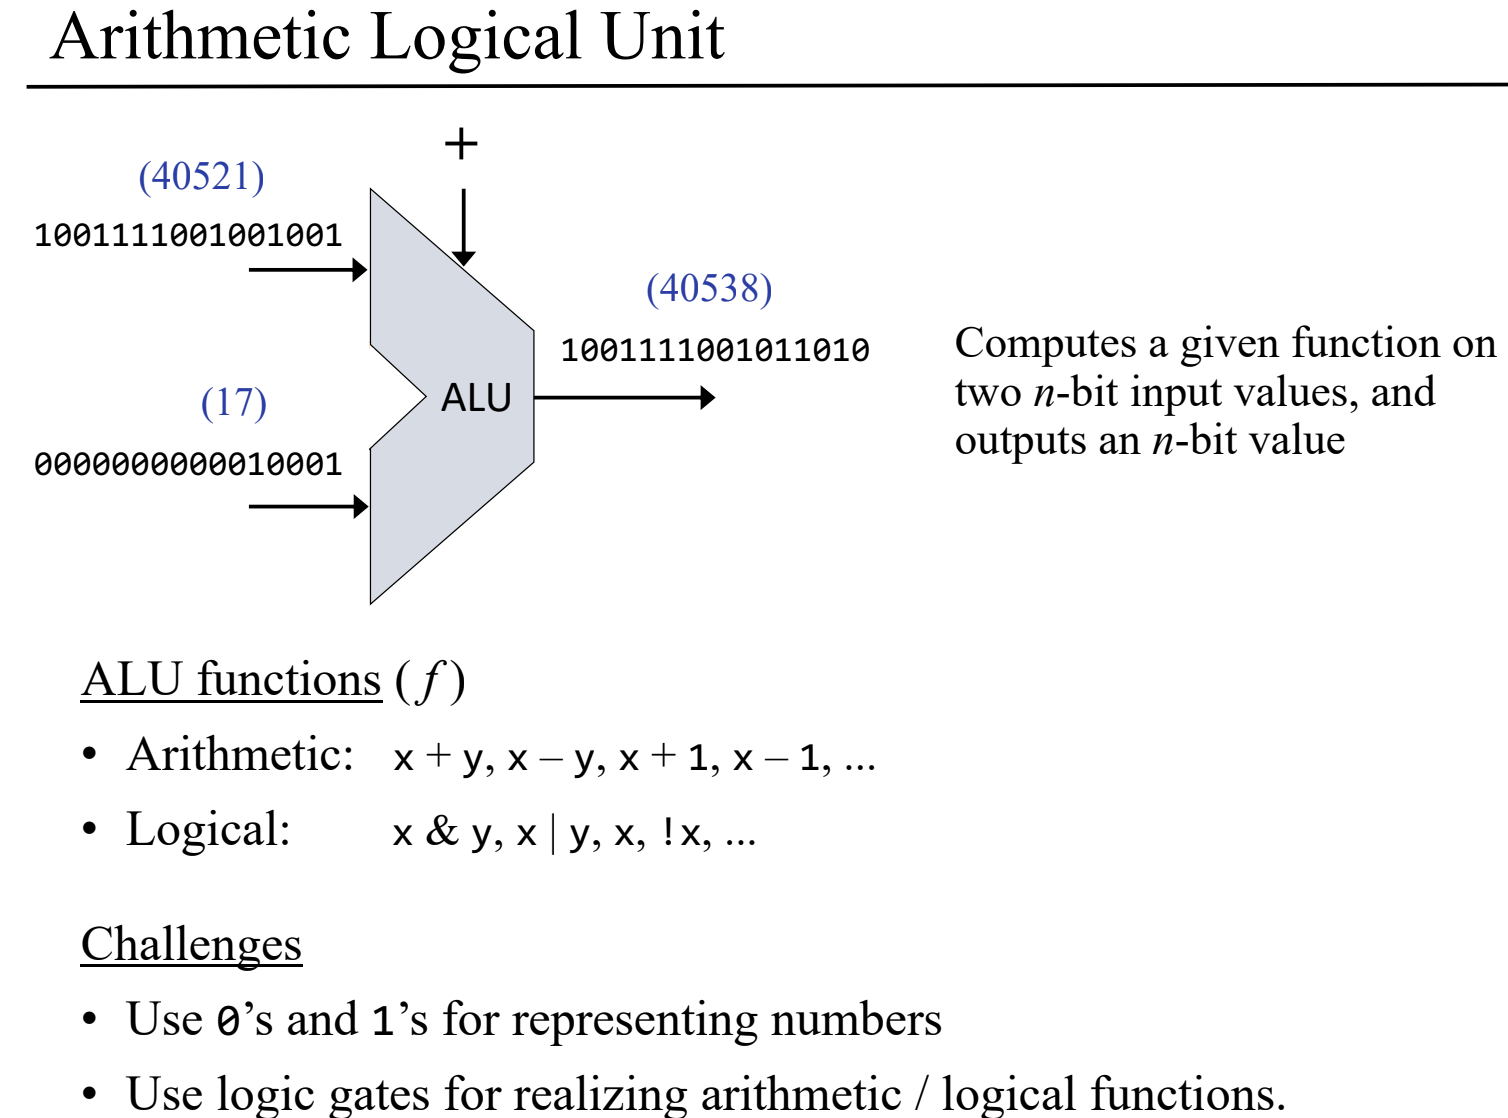 Arithmetic Logical Unit
+
(40521)
1001111001001001
(40538)
1001111001011010
(17)
ALU
0000000000010001
Computes a given function on
two n-bit input values, and
outputs an n-bit value
ALU functions (f)
• Arithmetic: x + y, x – y, x + 1, x – 1, ...
• Logical: x & y, x | y, x, !x, ...
Challenges
• Use 0’s and 1’s for representing numbers
• Use logic gates for realizing arithmetic / logical functions.